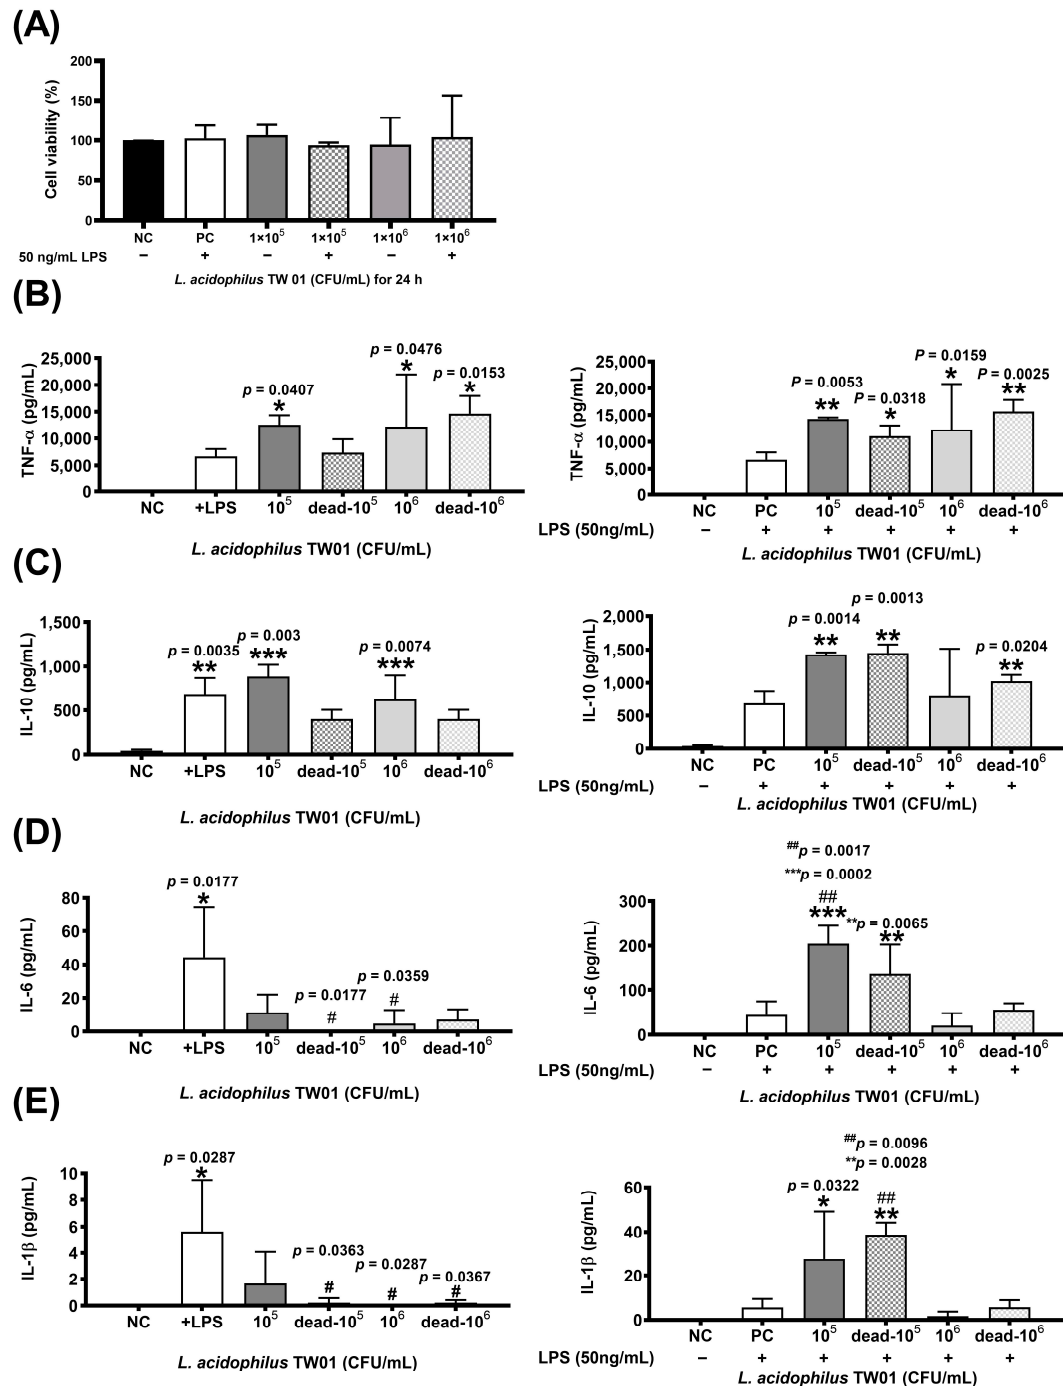 (A)
Cell viability (%)
200
150
100
50
0
NC PC 1×10⁵ 1×10⁵ 1×10⁶ 1×10⁶
50 ng/mL LPS − + − + − +
L. acidophilus TW 01 (CFU/mL) for 24 h
(B)
TNF-α (pg/mL)
25,000
20,000
15,000
10,000
5,000
0
p = 0.0407
*
p = 0.0476
*
p = 0.0153
*
NC +LPS 10⁵ dead-10⁵ 10⁶ dead-10⁶
L. acidophilus TW01 (CFU/mL)
TNF-α (pg/mL)
25,000
20,000
15,000
10,000
5,000
0
P = 0.0053
**
P = 0.0318
*
P = 0.0159
*
P = 0.0025
**
NC PC 10⁵ dead-10⁵ 10⁶ dead-10⁶
LPS (50ng/mL) − + + + + +
L. acidophilus TW01 (CFU/mL)
(C)
IL-10 (pg/mL)
1,500
1,000
500
0
p = 0.0035
**
p = 0.003
***
p = 0.0074
***
NC +LPS 10⁵ dead-10⁵ 10⁶ dead-10⁶
L. acidophilus TW01 (CFU/mL)
IL-10 (pg/mL)
2,000
1,500
1,000
500
0
p = 0.0014
**
p = 0.0013
**
p = 0.0204
**
NC PC 10⁵ dead-10⁵ 10⁶ dead-10⁶
LPS (50ng/mL) − + + + + +
L. acidophilus TW01 (CFU/mL)
(D)
IL-6 (pg/mL)
80
60
40
20
0
p = 0.0177
*
p = 0.0177
#
p = 0.0359
#
NC +LPS 10⁵ dead-10⁵ 10⁶ dead-10⁶
L. acidophilus TW01 (CFU/mL)
IL-6 (pg/mL)
300
200
100
0
##p = 0.0017
***p = 0.0002
##
***
**p = 0.0065
**
NC PC 10⁵ dead-10⁵ 10⁶ dead-10⁶
LPS (50ng/mL) − + + + + +
L. acidophilus TW01 (CFU/mL)
(E)
IL-1β (pg/mL)
10
8
6
4
2
0
p = 0.0287
*
p = 0.0363
#
p = 0.0287
#
p = 0.0367
#
NC +LPS 10⁵ dead-10⁵ 10⁶ dead-10⁶
L. acidophilus TW01 (CFU/mL)
IL-1β (pg/mL)
60
40
20
0
p = 0.0322
*
##p = 0.0096
**p = 0.0028
##
**
NC PC 10⁵ dead-10⁵ 10⁶ dead-10⁶
LPS (50ng/mL) − + + + + +
L. acidophilus TW01 (CFU/mL)